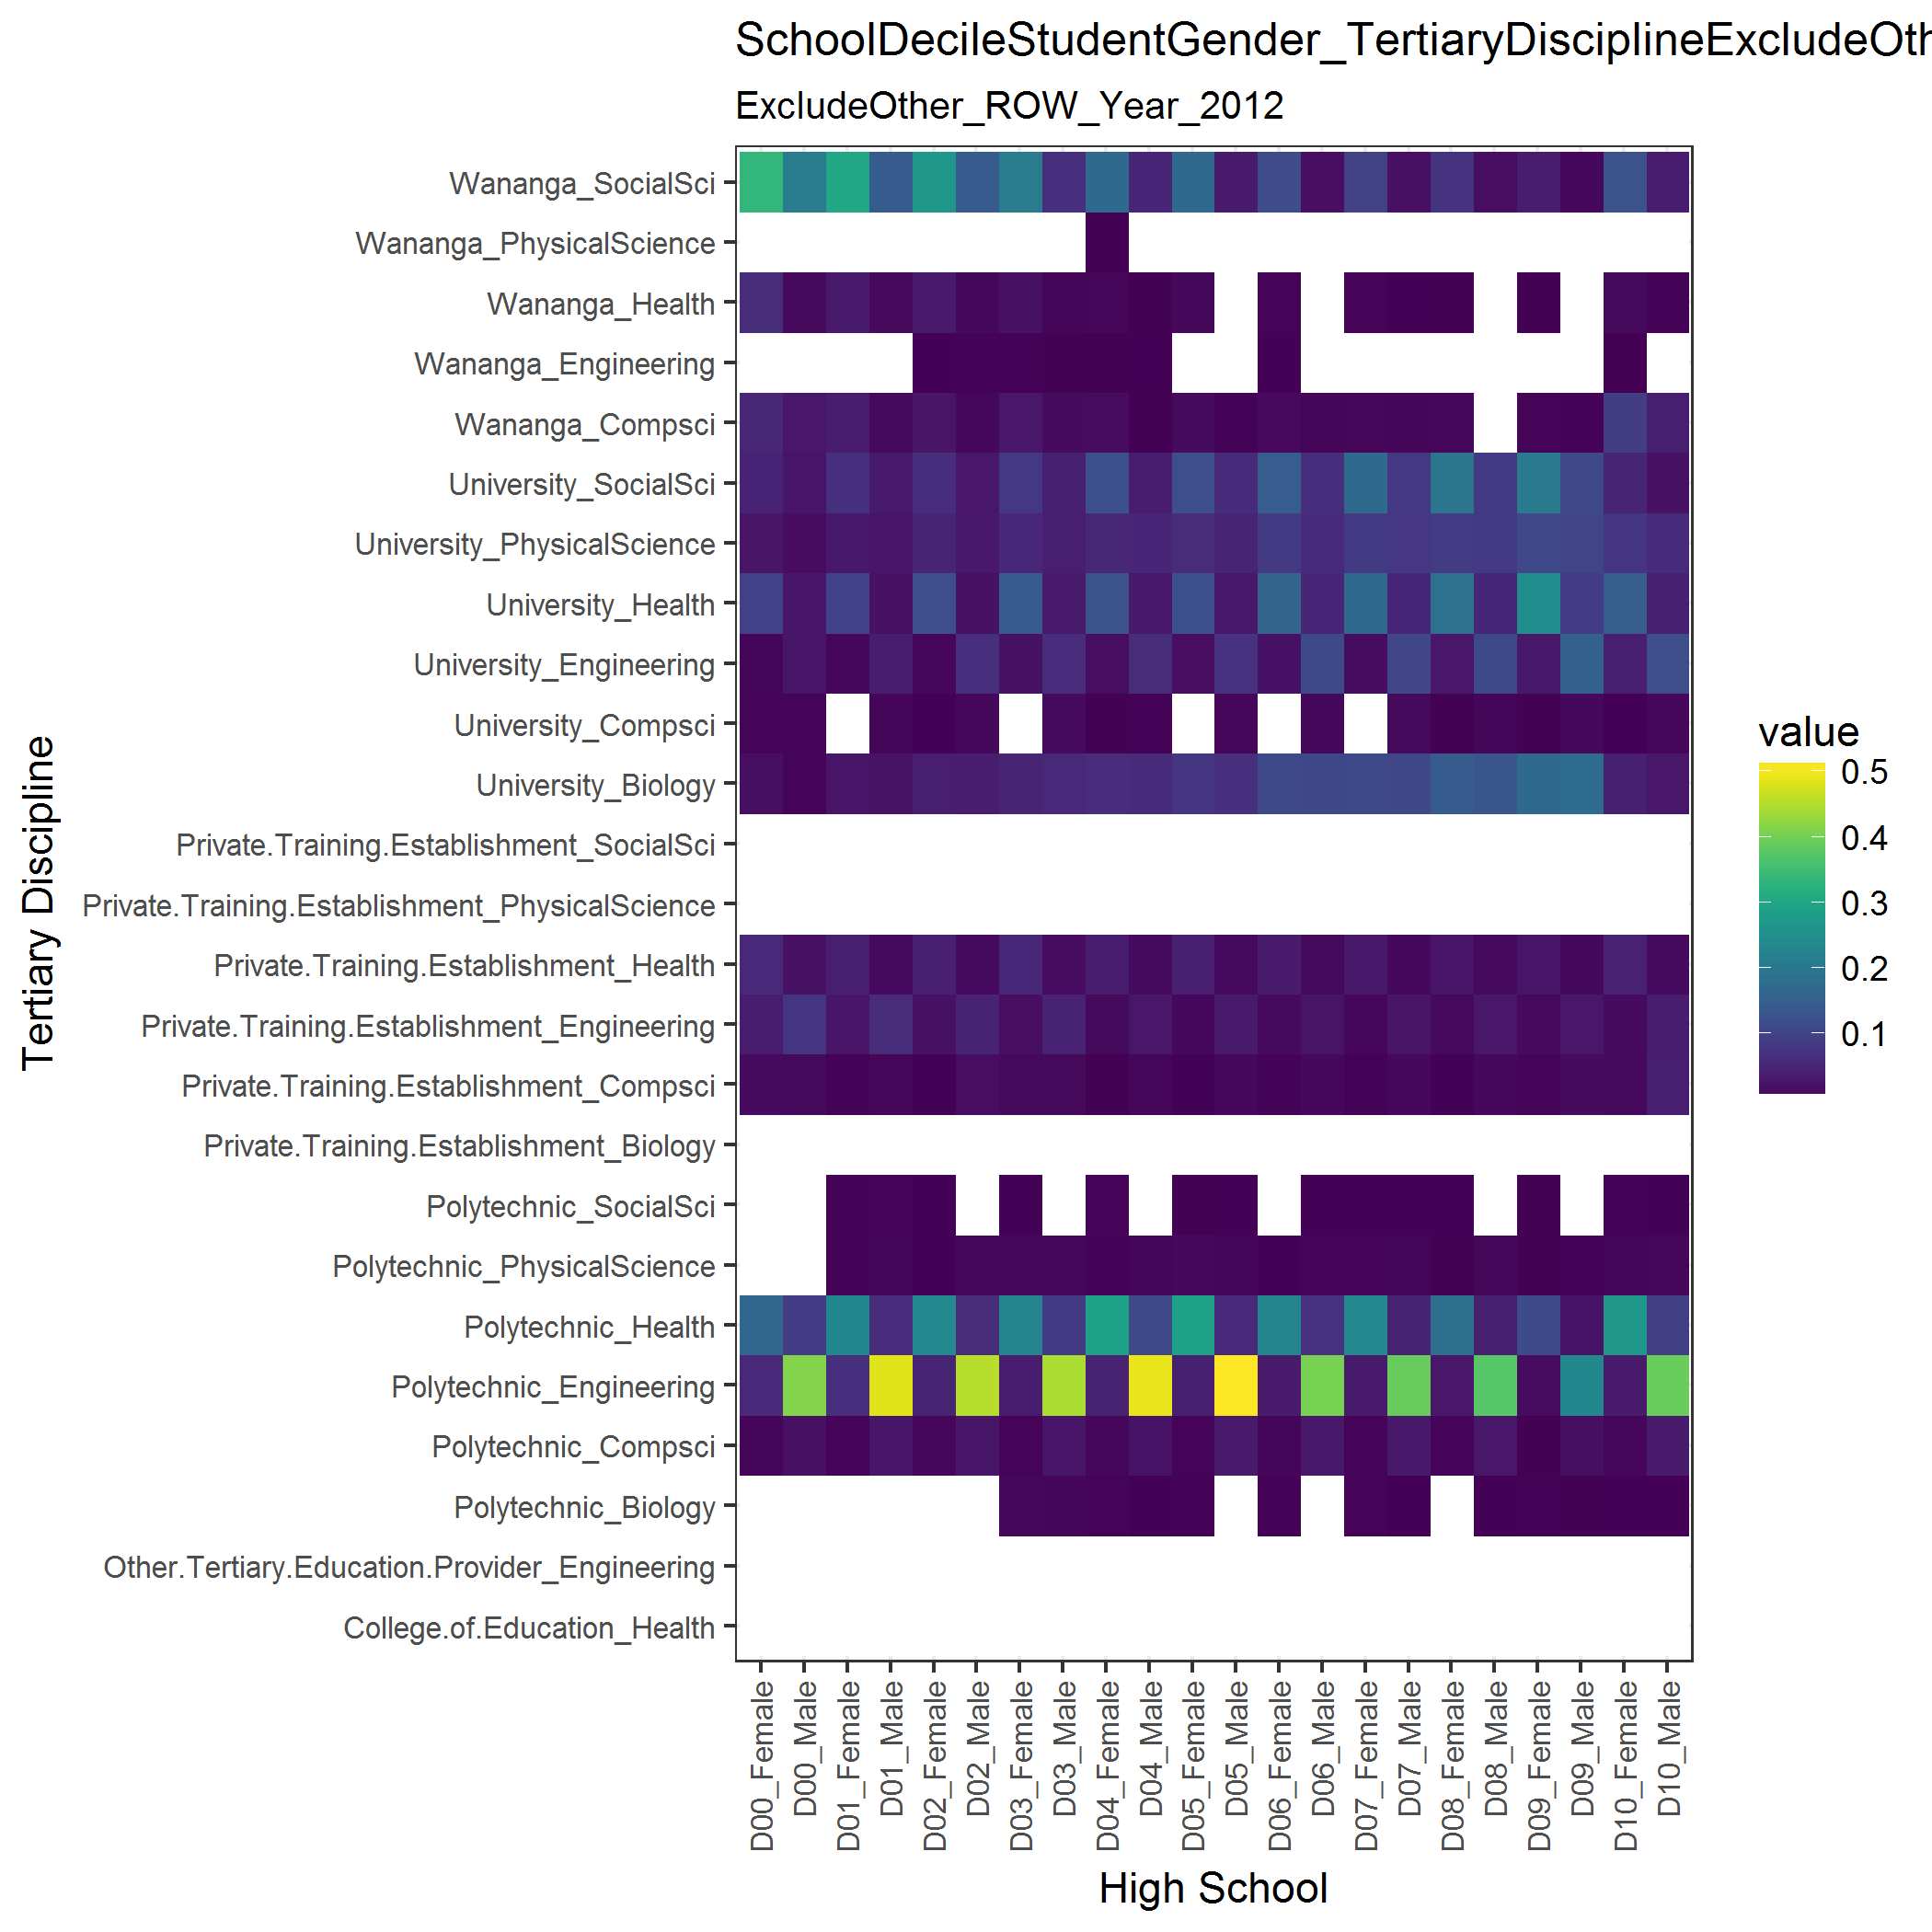 SchoolDecileStudentGender_TertiaryDisciplineExcludeOth
ExcludeOther_ROW_Year_2012
Tertiary Discipline
Wananga_SocialSci
Wananga_PhysicalScience
Wananga_Health
Wananga_Engineering
Wananga_Compsci
University_SocialSci
University_PhysicalScience
University_Health
University_Engineering
University_Compsci
University_Biology
Private.Training.Establishment_SocialSci
Private.Training.Establishment_PhysicalScience
Private.Training.Establishment_Health
Private.Training.Establishment_Engineering
Private.Training.Establishment_Compsci
Private.Training.Establishment_Biology
Polytechnic_SocialSci
Polytechnic_PhysicalScience
Polytechnic_Health
Polytechnic_Engineering
Polytechnic_Compsci
Polytechnic_Biology
Other.Tertiary.Education.Provider_Engineering
College.of.Education_Health
D00_Female
D00_Male
D01_Female
D01_Male
D02_Female
D02_Male
D03_Female
D03_Male
D04_Female
D04_Male
D05_Female
D05_Male
D06_Female
D06_Male
D07_Female
D07_Male
D08_Female
D08_Male
D09_Female
D09_Male
D10_Female
D10_Male
High School
value
0.5
0.4
0.3
0.2
0.1